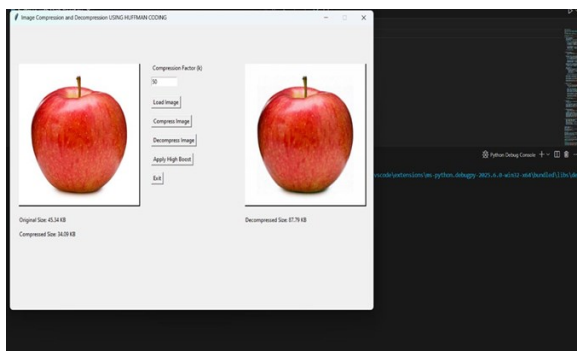 Image Compression and Decompression USING HUFFMAN CODING
Compression Factor (k)
50
Load Image
Compress Image
Decompress Image
Apply High Boost
Exit
Original Size: 45.34 KB
Compressed Size: 34.09 KB
Decompressed Size: 87.79 KB
Python Debug Console